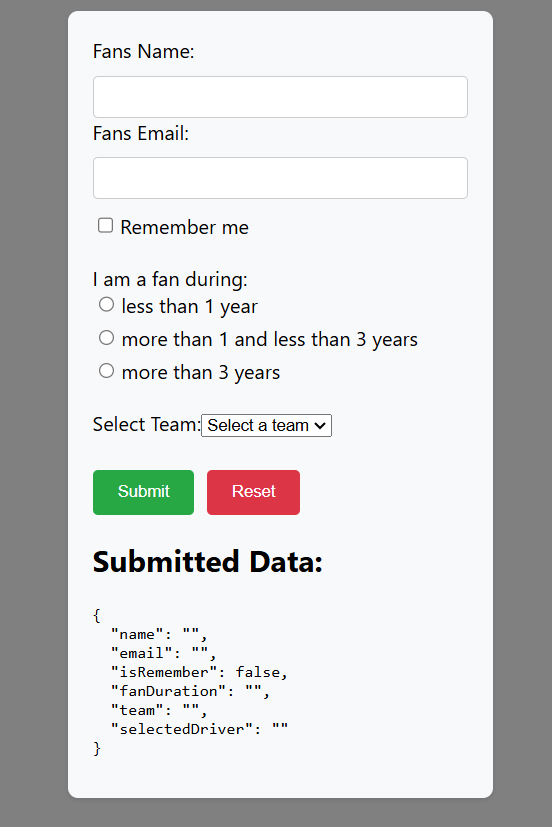 Fans Name:
Fans Email:
Remember me
I am a fan during:
less than 1 year
more than 1 and less than 3 years
more than 3 years
Select Team: Select a team
Submit Reset
Submitted Data:
{
  "name": "",
  "email": "",
  "isRemember": false,
  "fanDuration": "",
  "team": "",
  "selectedDriver": ""
}